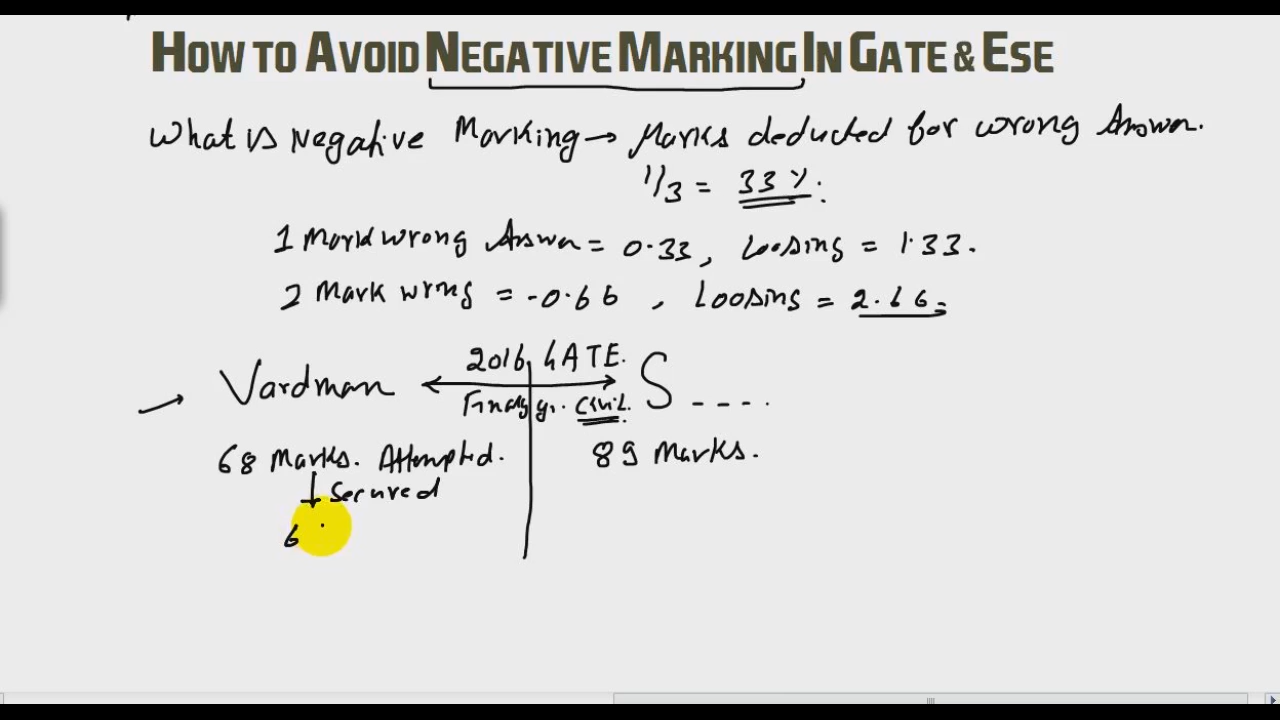 HOW TO AVOID NEGATIVE MARKING IN GATE & ESE
What is Negative Marking → Marks deducted for wrong Answer.
1/3 = 33 %.
1 Mark wrong Answer = 0.33, Loosing = 1.33.
2 Mark wrong = -0.66, Loosing = 2.66.
2016 GATE.
Vardman S ----.
Final yr. Civil.
68 Marks. Attempted. 89 Marks.
Secured
6